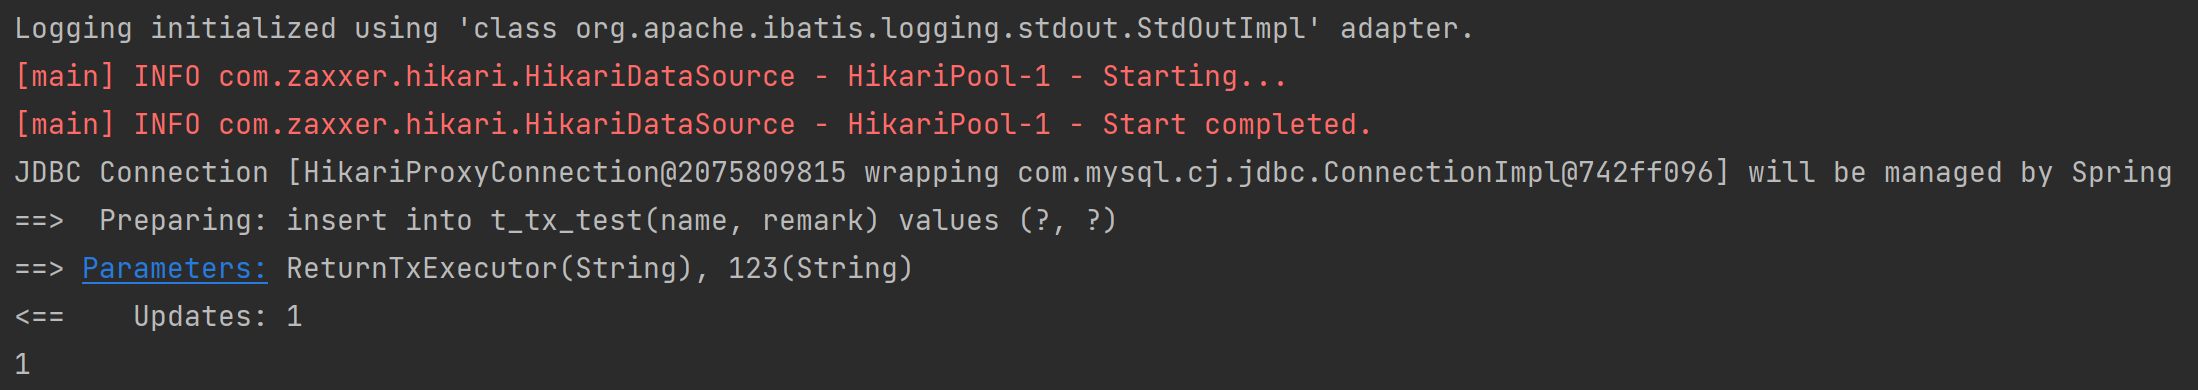 Logging initialized using 'class org.apache.ibatis.logging.stdout.StdOutImpl' adapter.
[main] INFO com.zaxxer.hikari.HikariDataSource - HikariPool-1 - Starting...
[main] INFO com.zaxxer.hikari.HikariDataSource - HikariPool-1 - Start completed.
JDBC Connection [HikariProxyConnection@2075809815 wrapping com.mysql.cj.jdbc.ConnectionImpl@742ff096] will be managed by Spring
==>  Preparing: insert into t_tx_test(name, remark) values (?, ?)
==> Parameters: ReturnTxExecutor(String), 123(String)
<==    Updates: 1
1